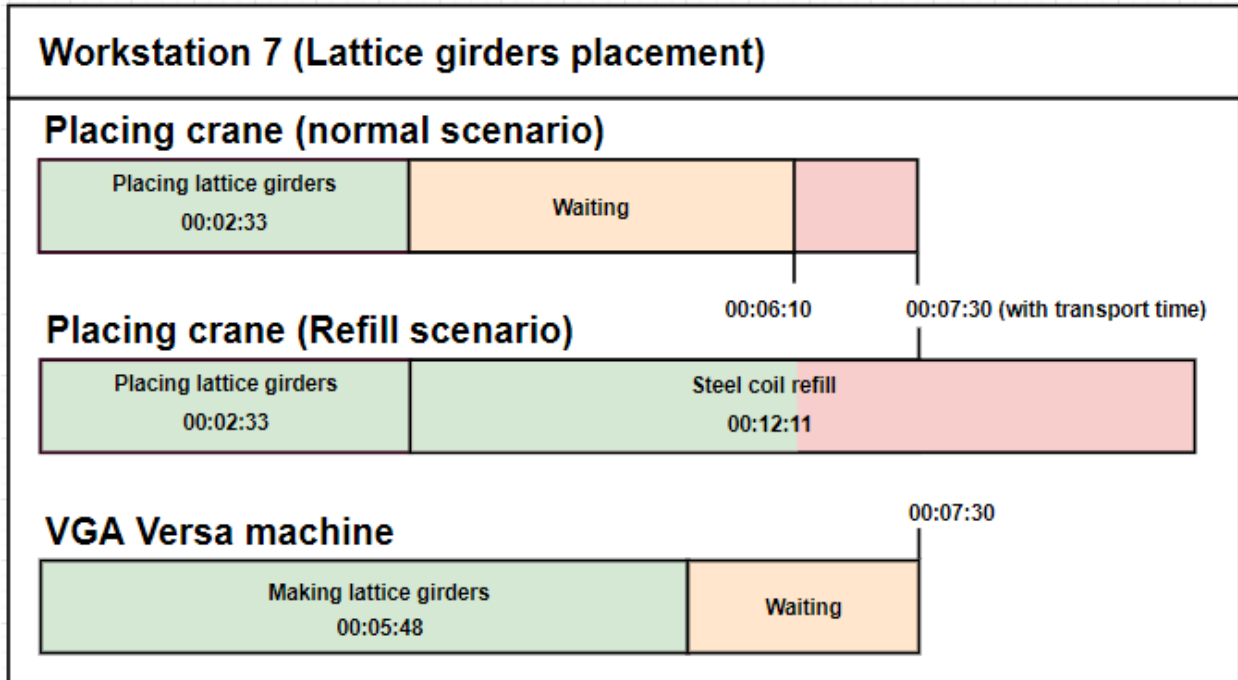 Workstation 7 (Lattice girders placement)
Placing crane (normal scenario)
Placing lattice girders
00:02:33
Waiting
00:06:10
00:07:30 (with transport time)
Placing crane (Refill scenario)
Placing lattice girders
00:02:33
Steel coil refill
00:12:11
VGA Versa machine
00:07:30
Making lattice girders
00:05:48
Waiting